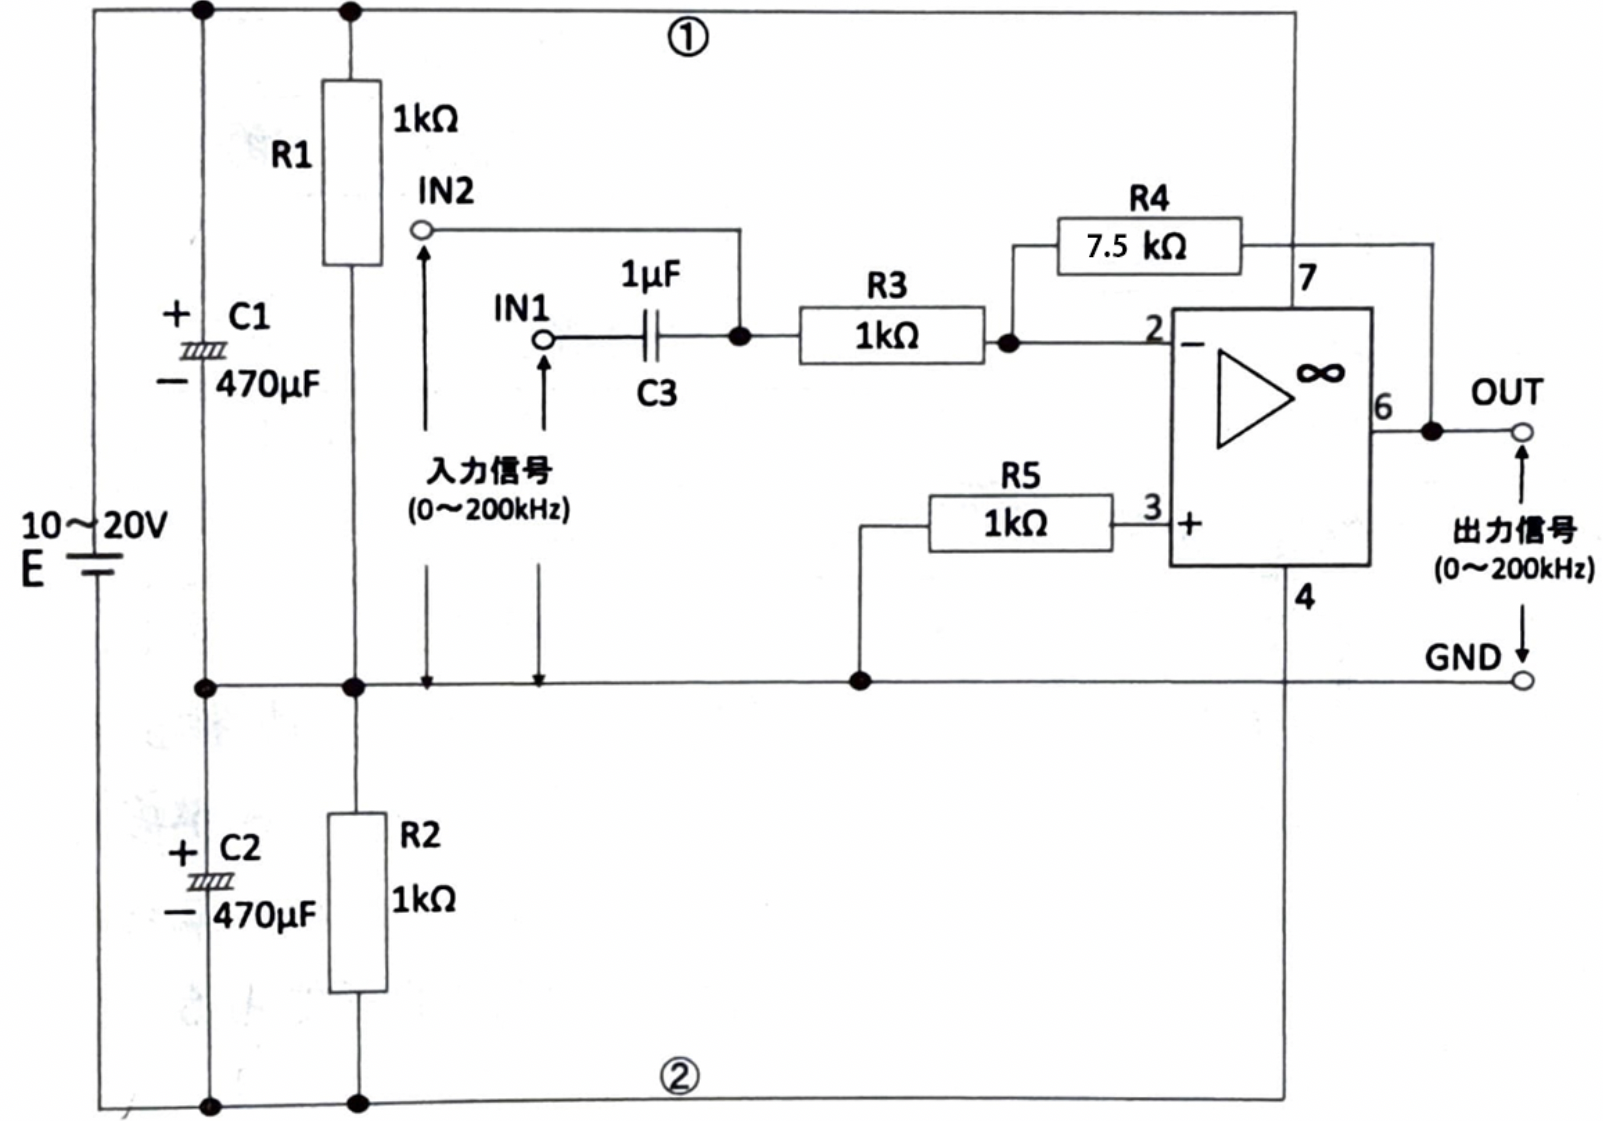 ①
1kΩ
R1
IN2
R4
7.5 kΩ
7
1μF
R3
IN1
1kΩ
2
−
+
C1
−
470μF
C3
∞
6
OUT
入力信号
(0～200kHz)
R5
1kΩ
3
+
10～20V
E
出力信号
(0～200kHz)
4
GND
R2
1kΩ
+
C2
−
470μF
②